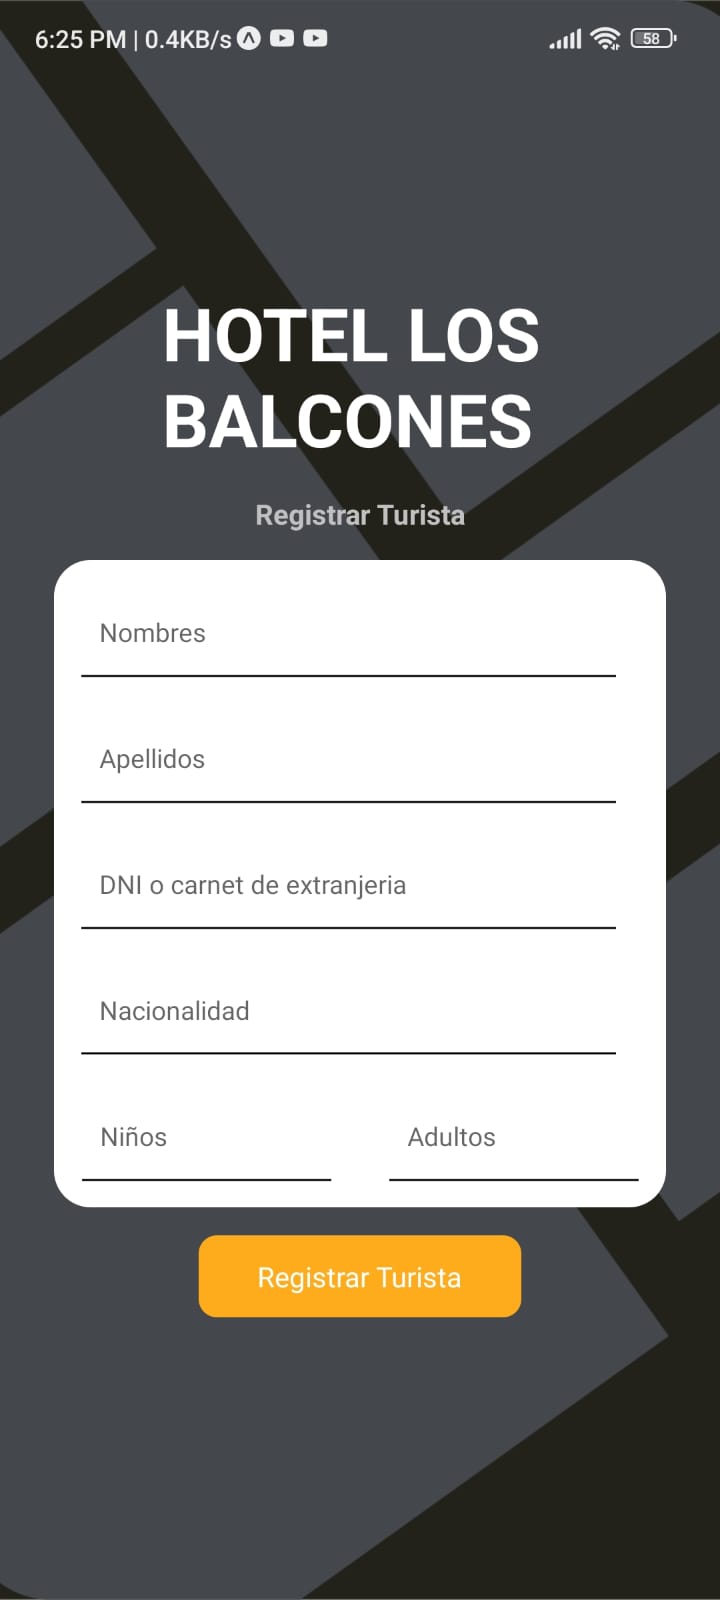 6:25 PM | 0.4KB/s 58
HOTEL LOS
BALCONES
Registrar Turista
Nombres
Apellidos
DNI o carnet de extranjeria
Nacionalidad
Niños Adultos
Registrar Turista